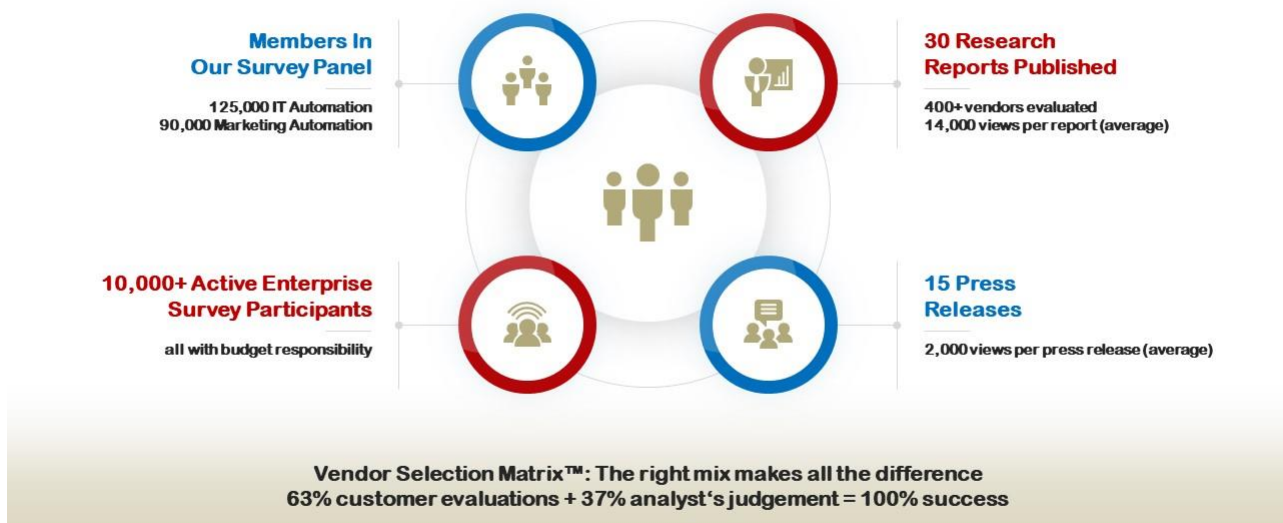 Members In
Our Survey Panel
125,000 IT Automation
90,000 Marketing Automation
30 Research
Reports Published
400+ vendors evaluated
14,000 views per report (average)
10,000+ Active Enterprise
Survey Participants
all with budget responsibility
15 Press
Releases
2,000 views per press release (average)
Vendor Selection Matrix™: The right mix makes all the difference
63% customer evaluations + 37% analyst‘s judgement = 100% success